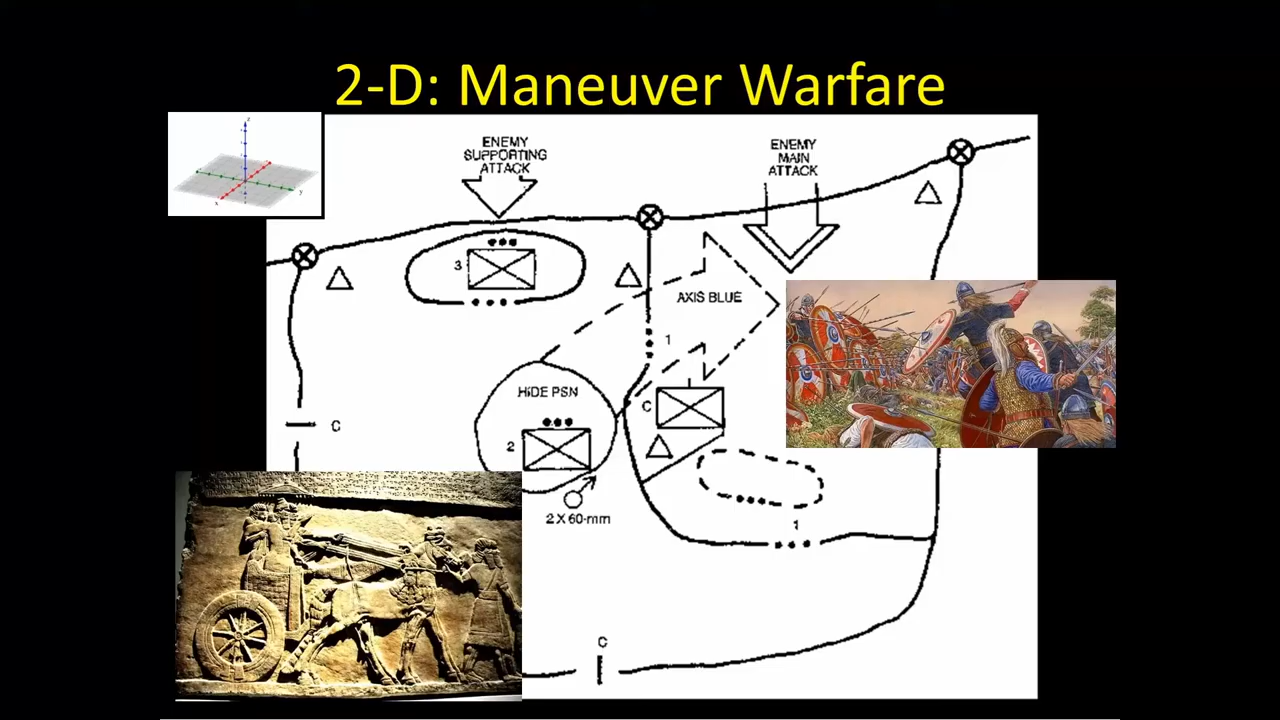 2-D: Maneuver Warfare
z
x
y
ENEMY
SUPPORTING
ATTACK
ENEMY
MAIN
ATTACK
3
AXIS BLUE
1
HIDE PSN
C
2
C
2 X 60-mm
1
C